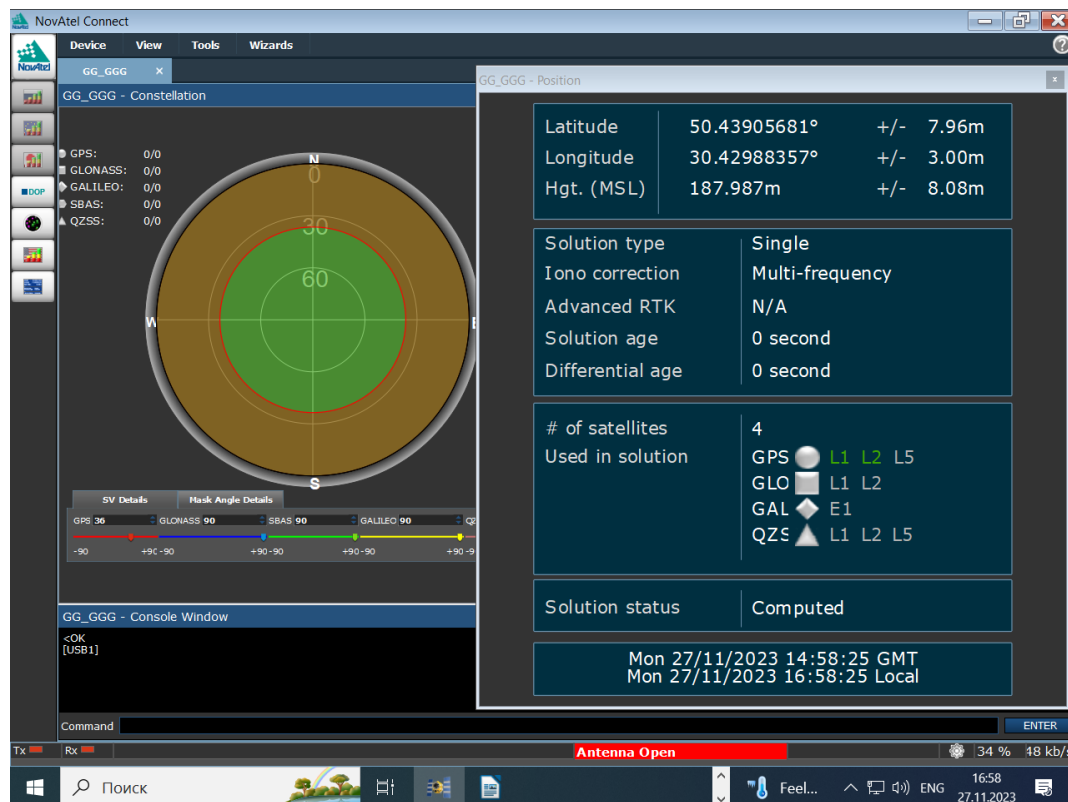 NovAtel Connect
Device View Tools Wizards
NovAtel
GG_GGG ×
GG_GGG - Constellation
GPS: 0/0
GLONASS: 0/0
GALILEO: 0/0
SBAS: 0/0
QZSS: 0/0
DOP
N
0
30
60
W
S
SV Details Mask Angle Details
GPS 36 GLONASS 90 SBAS 90 GALILEO 90
-90 +90 -90 +90 -90 +90 -90 +90
GG_GGG - Console Window
<OK
[USB1]
Command ENTER
GG_GGG - Position
Latitude 50.43905681° +/- 7.96m
Longitude 30.42988357° +/- 3.00m
Hgt. (MSL) 187.987m +/- 8.08m
Solution type Single
Iono correction Multi-frequency
Advanced RTK N/A
Solution age 0 second
Differential age 0 second
# of satellites 4
Used in solution GPS L1 L2 L5
GLO L1 L2
GAL E1
QZS L1 L2 L5
Solution status Computed
Mon 27/11/2023 14:58:25 GMT
Mon 27/11/2023 16:58:25 Local
Tx Rx Antenna Open 34 % 48 kb/s
Поиск Feel... ENG 16:58
27.11.2023